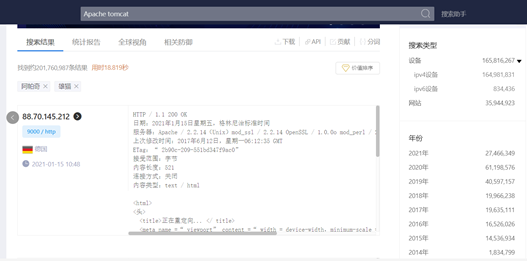 Apache tomcat
搜索助手
搜索结果 统计报告 全球视角 相关防御
下载 API 贡献 分词
找到约201,760,987条结果 用时18.819秒
价值排序
阿帕奇 雄猫
88.70.145.212
9000 / http
德国
2021-01-15 10:46
HTTP / 1.1 200 OK
日期：2021年1月15日星期五，格林尼治标准时间
服务器：Apache / 2.2.14（Unix）mod_ssl / 2.2.14 OpenSSL / 1.0.0o mod_perl /
上次修改时间：2017年6月12日，星期一06:12:38 GMT
接受范围：字节
内容长度：321
连接方式：关闭
内容类型：text / html
<html>
<头>
<title>正在重定向... </ title>
<meta name = " viewport" content = " width = device-width，minimum-scale
搜索类型
设备 165,816,267
ipv4设备 164,981,831
ipv6设备 834,436
网站 35,944,923
年份
2021年 27,466,349
2020年 61,198,576
2019年 40,597,157
2018年 19,966,238
2017年 19,635,111
2016年 16,526,026
2015年 14,536,934
2014年 1,834,799